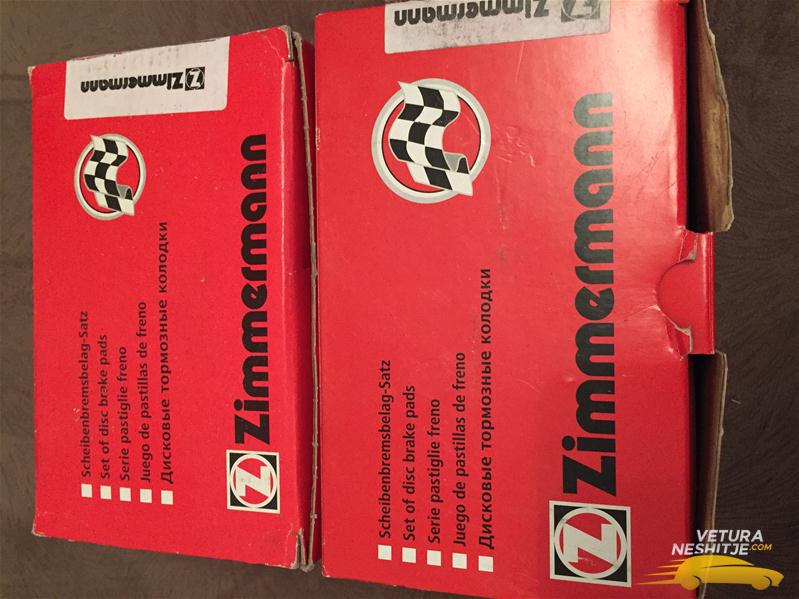 Zimmermann
Scheibenbremsbelag-Satz
Set of disc brake pads
Serie pastiglie freno
Juego de pastillas de freno
Дисковые тормозные колодки
Z Zimmermann
Zimmermann
Scheibenbremsbelag-Satz
Set of disc brake pads
Serie pastiglie freno
Juego de pastillas de freno
Дисковые тормозные колодки
Z Zimmermann
VETURA
NESHITJE.COM